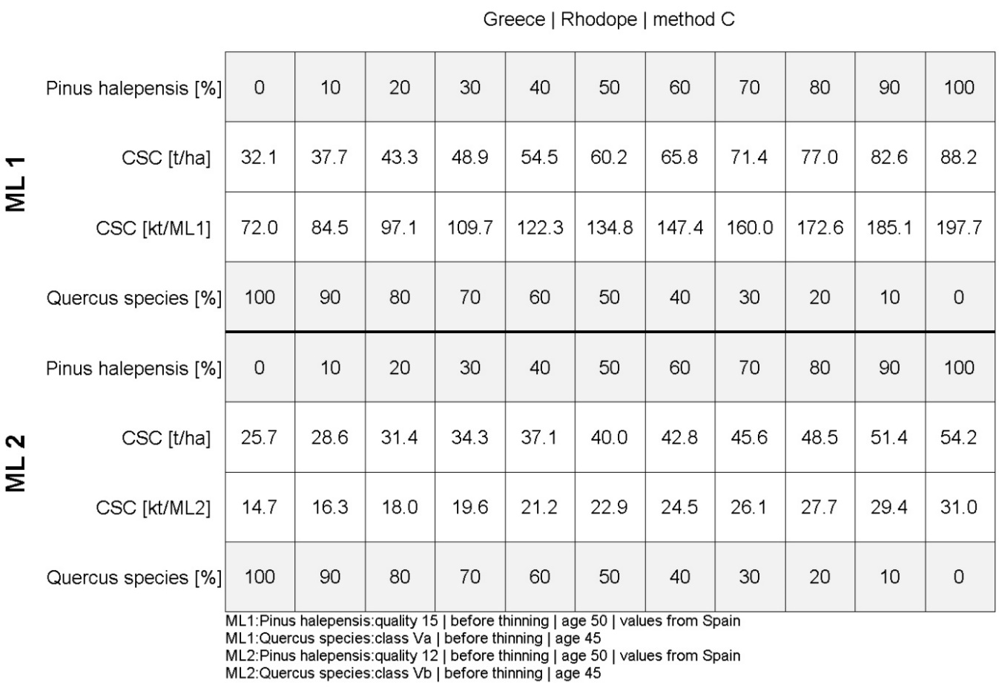 Greece | Rhodope | method C
ML 1
Pinus halepensis [%] 0 10 20 30 40 50 60 70 80 90 100
CSC [t/ha] 32.1 37.7 43.3 48.9 54.5 60.2 65.8 71.4 77.0 82.6 88.2
CSC [kt/ML1] 72.0 84.5 97.1 109.7 122.3 134.8 147.4 160.0 172.6 185.1 197.7
Quercus species [%] 100 90 80 70 60 50 40 30 20 10 0
ML 2
Pinus halepensis [%] 0 10 20 30 40 50 60 70 80 90 100
CSC [t/ha] 25.7 28.6 31.4 34.3 37.1 40.0 42.8 45.6 48.5 51.4 54.2
CSC [kt/ML2] 14.7 16.3 18.0 19.6 21.2 22.9 24.5 26.1 27.7 29.4 31.0
Quercus species [%] 100 90 80 70 60 50 40 30 20 10 0
ML1:Pinus halepensis:quality 15 | before thinning | age 50 | values from Spain
ML1:Quercus species:class Va | before thinning | age 45
ML2:Pinus halepensis:quality 12 | before thinning | age 50 | values from Spain
ML2:Quercus species:class Vb | before thinning | age 45